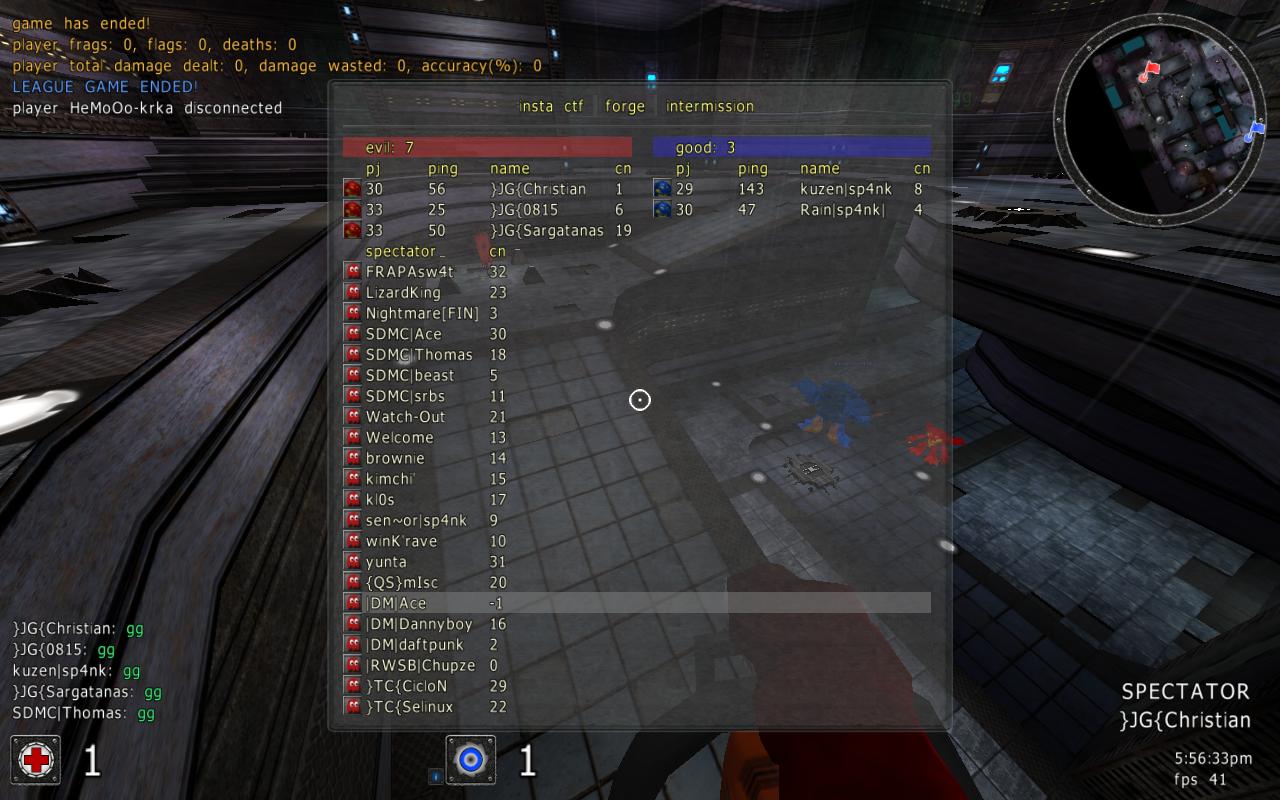 game has ended!
player frags: 0, flags: 0, deaths: 0
player total damage dealt: 0, damage wasted: 0, accuracy(%): 0
LEAGUE GAME ENDED!
player HeMoOo-krka disconnected
insta ctf forge intermission
evil: 7 good: 3
pj ping name cn pj ping name cn
30 56 }JG{Christian 1 29 143 kuzen|sp4nk 8
33 25 }JG{0815 6 30 47 Rain|sp4nk| 4
33 50 }JG{Sargatanas 19
spectator cn
FRAPAsw4t 32
LizardKing 23
Nightmare[FIN] 3
SDMC|Ace 30
SDMC|Thomas 18
SDMC|beast 5
SDMC|srbs 11
Watch-Out 21
Welcome 13
brownie 14
kimchi' 15
kl0s 17
sen~or|sp4nk 9
winK'rave 10
yunta 31
{QS}mIsc 20
|DM|Ace -1
|DM|Dannyboy 16
|DM|daftpunk 2
|RWSB|Chupze 0
}TC{CicloN 29
}TC{Selinux 22
}JG{Christian: gg
}JG{0815: gg
kuzen|sp4nk: gg
}JG{Sargatanas: gg
SDMC|Thomas: gg
1 1
SPECTATOR
}JG{Christian
5:56:33pm
fps 41